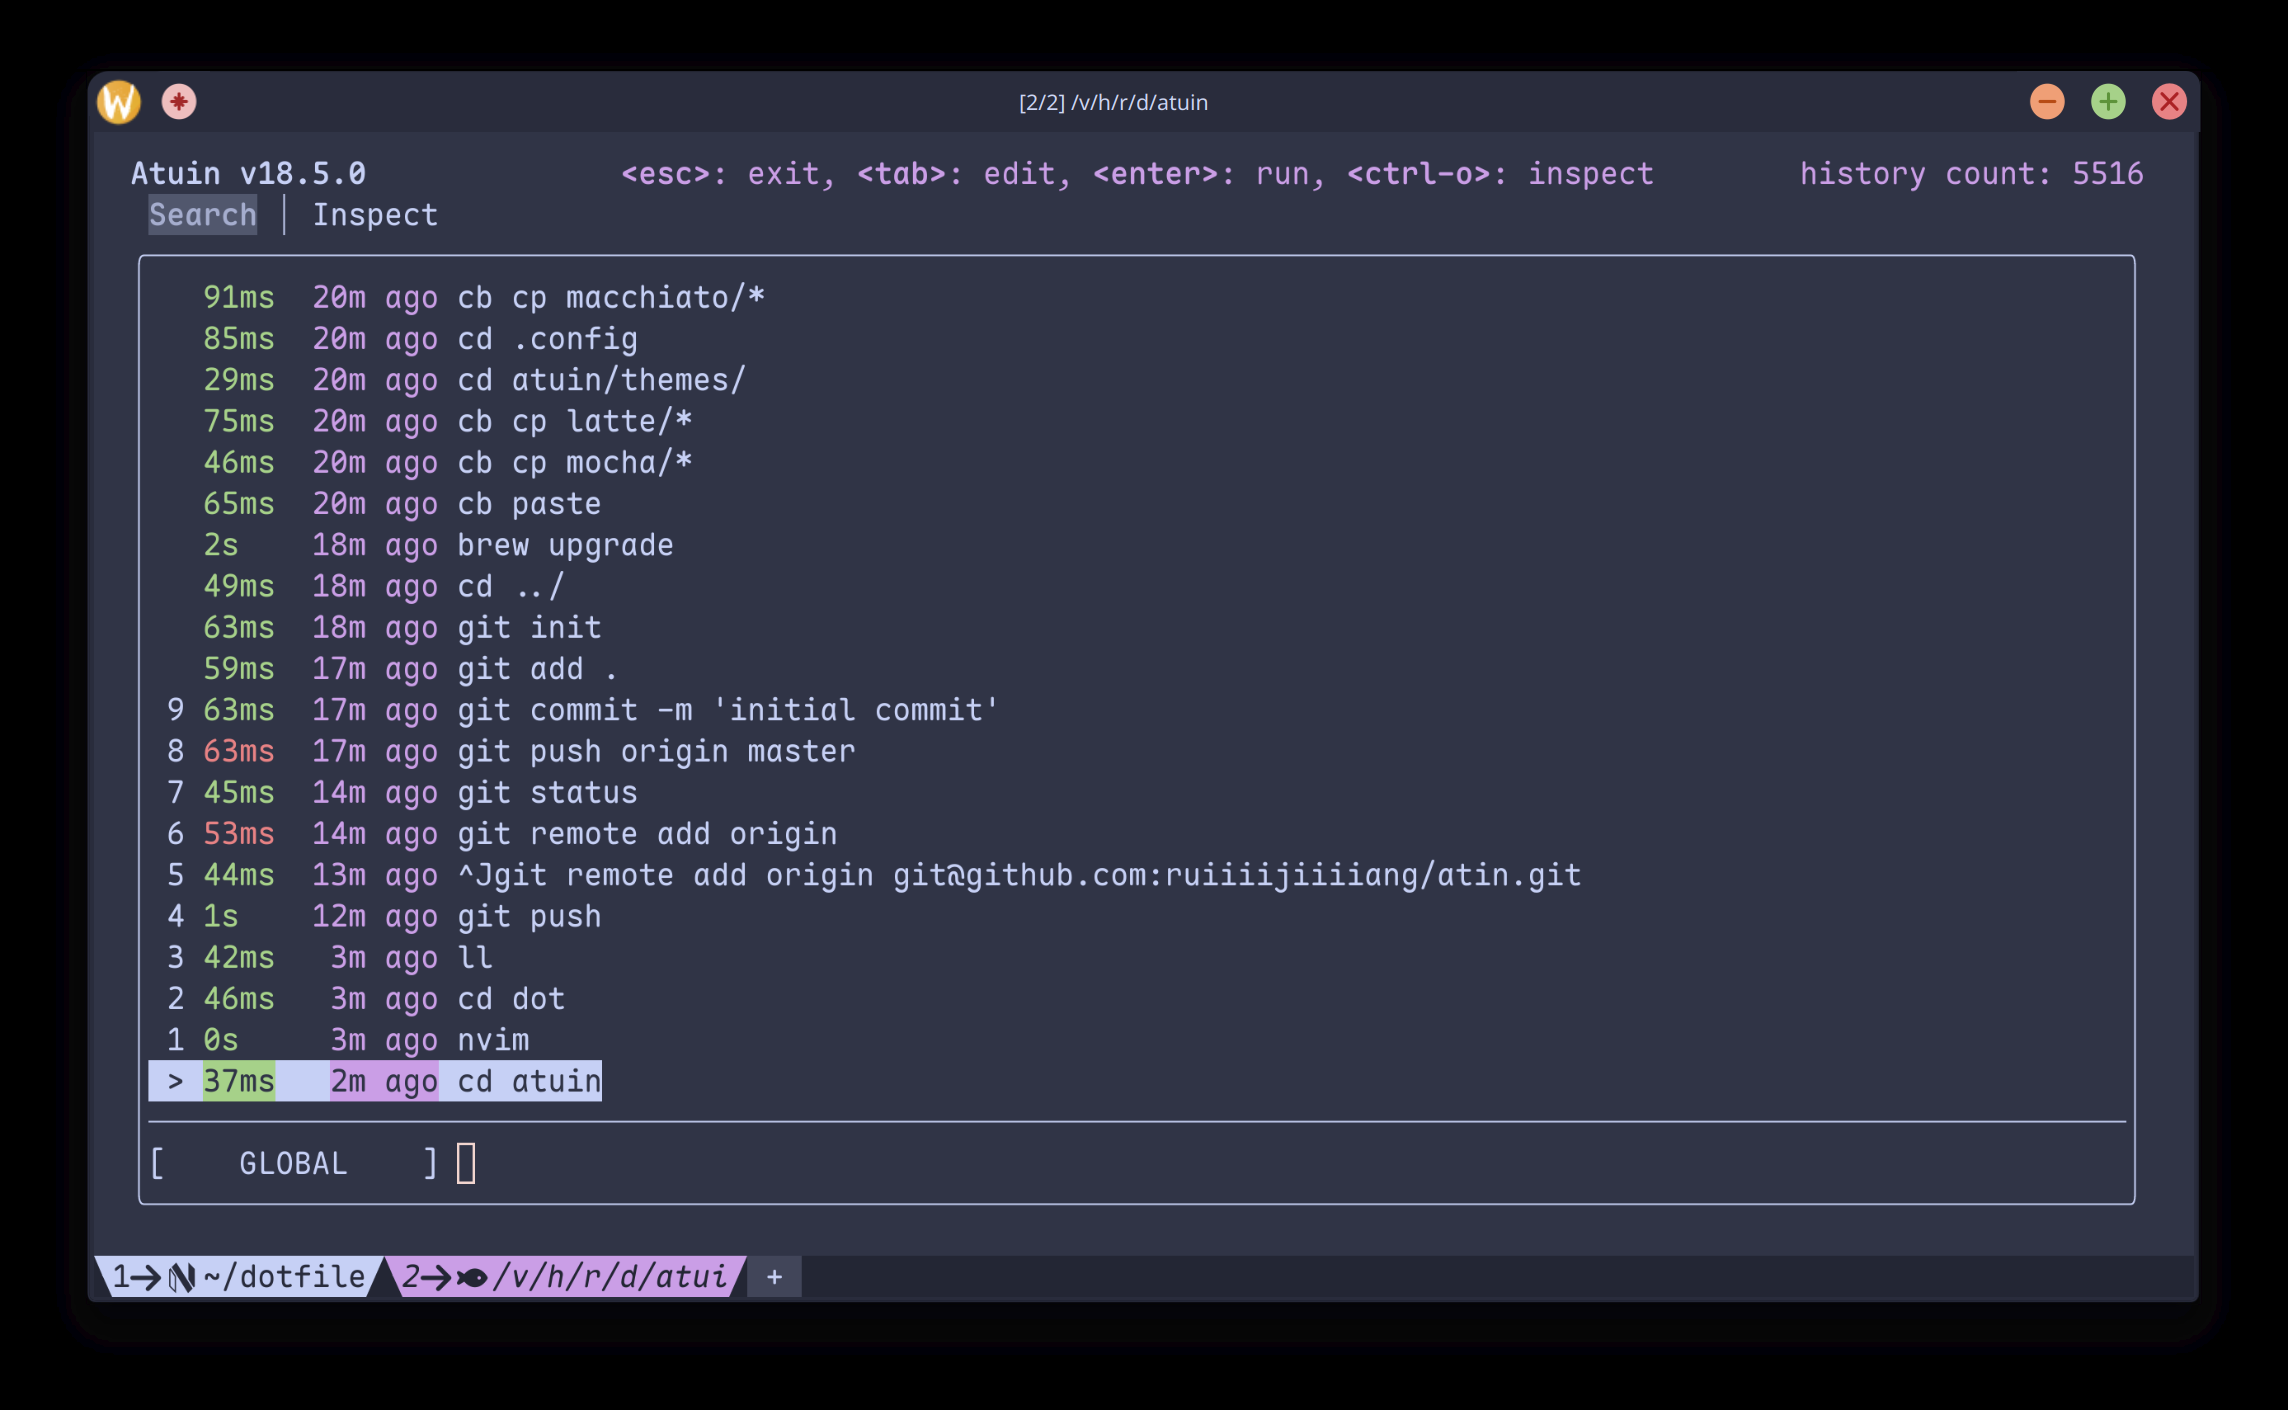 [2/2] /v/h/r/d/atuin
Atuin v18.5.0 <esc>: exit, <tab>: edit, <enter>: run, <ctrl-o>: inspect history count: 5516
Search │ Inspect
91ms 20m ago cb cp macchiato/*
85ms 20m ago cd .config
29ms 20m ago cd atuin/themes/
75ms 20m ago cb cp latte/*
46ms 20m ago cb cp mocha/*
65ms 20m ago cb paste
2s 18m ago brew upgrade
49ms 18m ago cd ../
63ms 18m ago git init
59ms 17m ago git add .
9 63ms 17m ago git commit -m 'initial commit'
8 63ms 17m ago git push origin master
7 45ms 14m ago git status
6 53ms 14m ago git remote add origin
5 44ms 13m ago ^Jgit remote add origin git@github.com:ruiiiijiiiiang/atin.git
4 1s 12m ago git push
3 42ms 3m ago ll
2 46ms 3m ago cd dot
1 0s 3m ago nvim
> 37ms 2m ago cd atuin
[ GLOBAL ]
1→ ~/dotfile 2→ /v/h/r/d/atui +